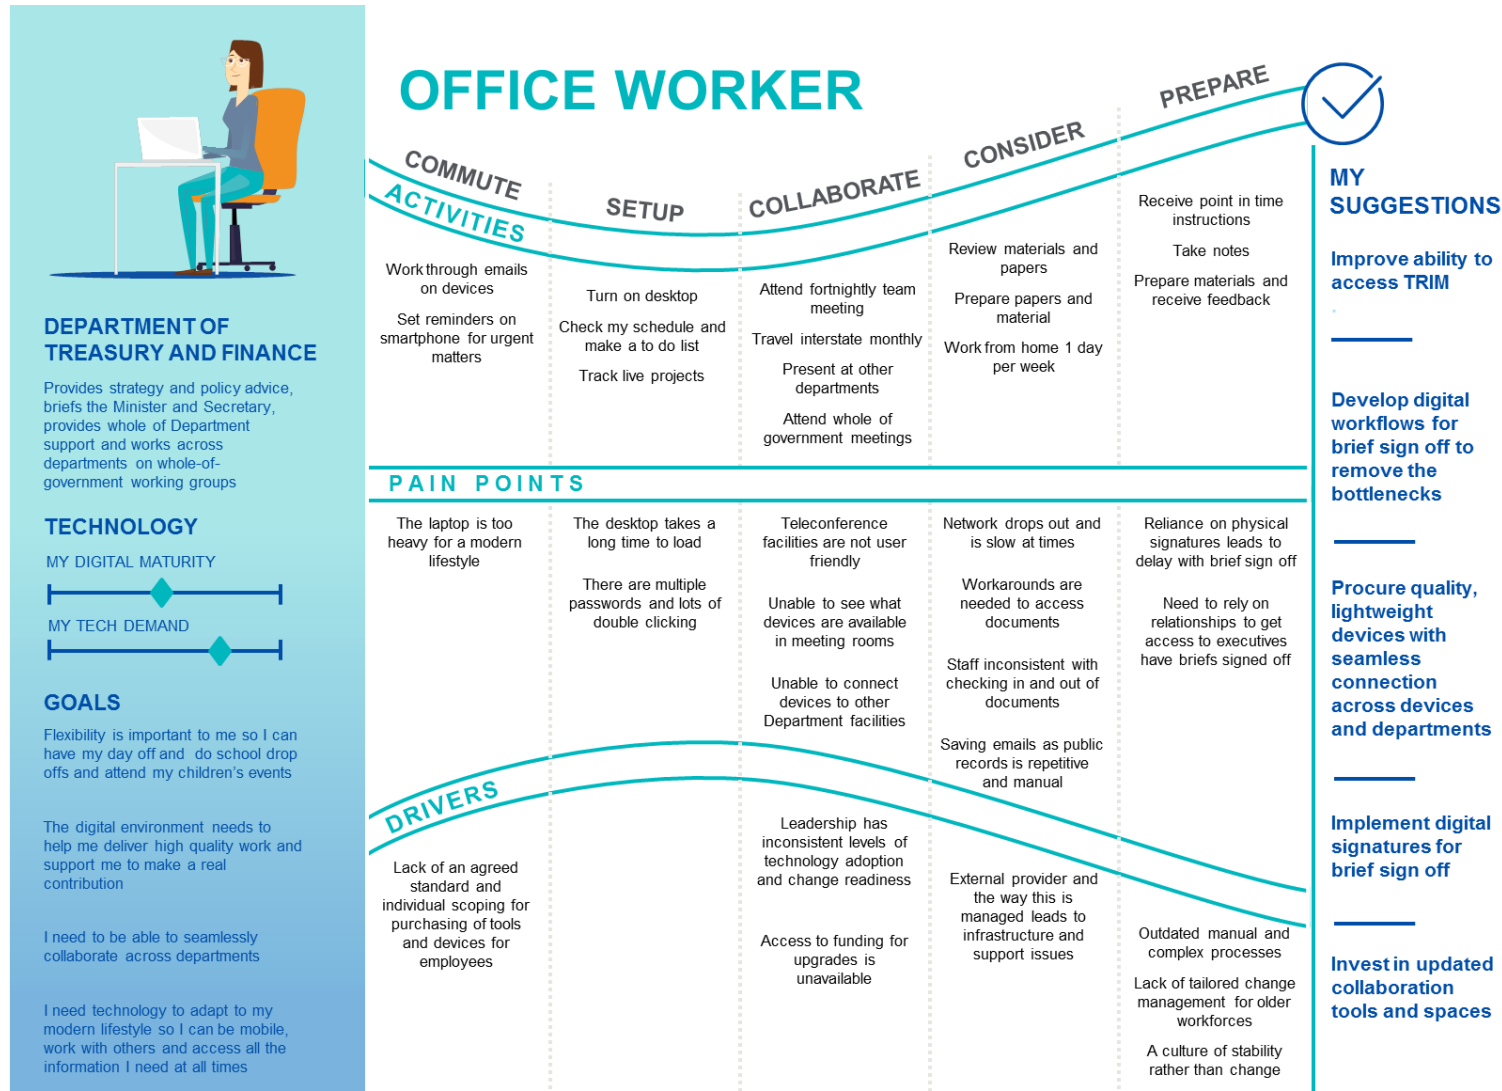 OFFICE WORKER
DEPARTMENT OF
TREASURY AND FINANCE
Provides strategy and policy advice,
briefs the Minister and Secretary,
provides whole of Department
support and works across
departments on whole-of-
government working groups
TECHNOLOGY
MY DIGITAL MATURITY
MY TECH DEMAND
GOALS
Flexibility is important to me so I can
have my day off and do school drop
offs and attend my children's events
The digital environment needs to
help me deliver high quality work and
support me to make a real
contribution
I need to be able to seamlessly
collaborate across departments
I need technology to adapt to my
modern lifestyle so I can be mobile,
work with others and access all the
information I need at all times
ACTIVITIES
COMMUTE
Work through emails
on devices
Set reminders on
smartphone for urgent
matters
SETUP
Turn on desktop
Check my schedule and
make a to do list
Track live projects
COLLABORATE
Attend fortnightly team
meeting
Travel interstate monthly
Present at other
departments
Attend whole of
government meetings
CONSIDER
Review materials and
papers
Prepare papers and
material
Work from home 1 day
per week
PREPARE
Receive point in time
instructions
Take notes
Prepare materials and
receive feedback
PAIN POINTS
The laptop is too
heavy for a modern
lifestyle
The desktop takes a
long time to load
There are multiple
passwords and lots of
double clicking
Teleconference
facilities are not user
friendly
Unable to see what
devices are available
in meeting rooms
Unable to connect
devices to other
Department facilities
Network drops out and
is slow at times
Workarounds are
needed to access
documents
Staff inconsistent with
checking in and out of
documents
Saving emails as public
records is repetitive
and manual
Reliance on physical
signatures leads to
delay with brief sign off
Need to rely on
relationships to get
access to executives
have briefs signed off
DRIVERS
Lack of an agreed
standard and
individual scoping for
purchasing of tools
and devices for
employees
Leadership has
inconsistent levels of
technology adoption
and change readiness
Access to funding for
upgrades is
unavailable
External provider and
the way this is
managed leads to
infrastructure and
support issues
Outdated manual and
complex processes
Lack of tailored change
management for older
workforces
A culture of stability
rather than change
MY
SUGGESTIONS
Improve ability to
access TRIM
Develop digital
workflows for
brief sign off to
remove the
bottlenecks
Procure quality,
lightweight
devices with
seamless
connection
across devices
and departments
Implement digital
signatures for
brief sign off
Invest in updated
collaboration
tools and spaces